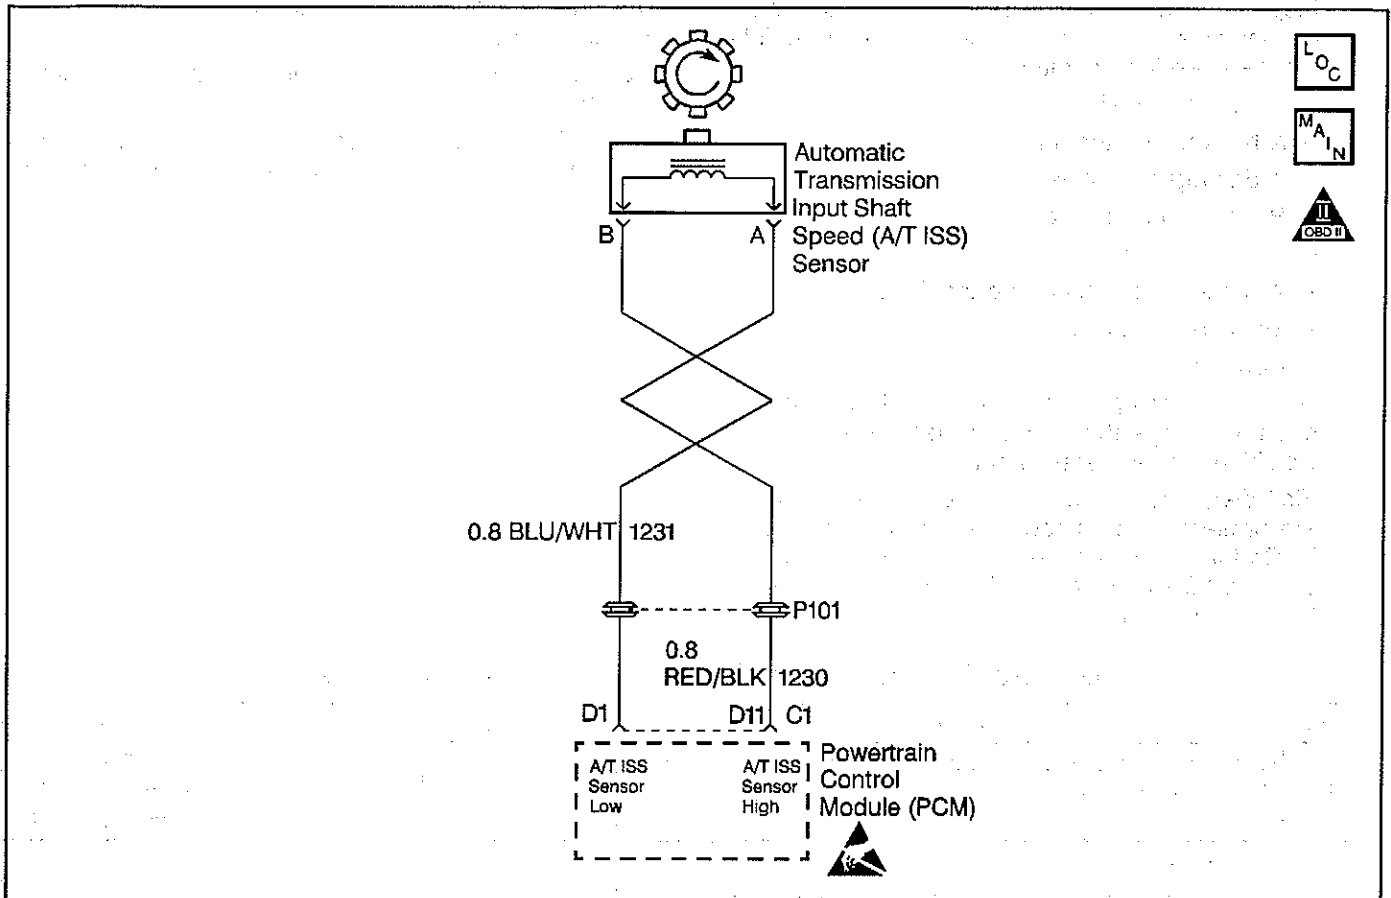 LOC
MAIN
II
OBD II
Automatic
Transmission
Input Shaft
Speed (A/T ISS)
Sensor
B
A
0.8 BLU/WHT 1231
P101
0.8
RED/BLK 1230
D1
D11 C1
A/T ISS
Sensor
Low
A/T ISS
Sensor
High
Powertrain
Control
Module (PCM)